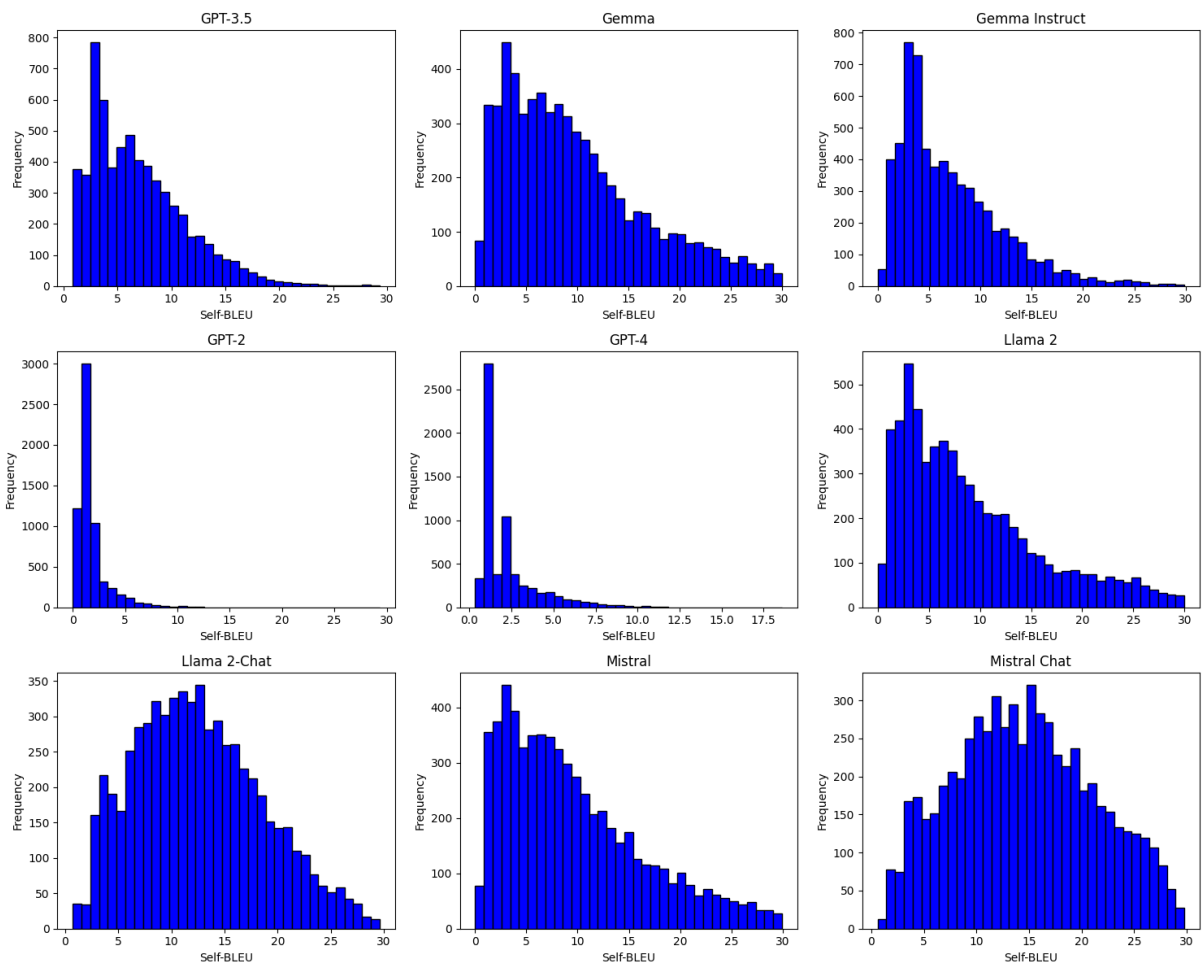 GPT-3.5
Frequency
0
100
200
300
400
500
600
700
800
0 5 10 15 20 25 30
Self-BLEU
Gemma
Frequency
0
100
200
300
400
0 5 10 15 20 25 30
Self-BLEU
Gemma Instruct
Frequency
0
100
200
300
400
500
600
700
800
0 5 10 15 20 25 30
Self-BLEU
GPT-2
Frequency
0
500
1000
1500
2000
2500
3000
0 5 10 15 20 25 30
Self-BLEU
GPT-4
Frequency
0
500
1000
1500
2000
2500
0.0 2.5 5.0 7.5 10.0 12.5 15.0 17.5
Self-BLEU
Llama 2
Frequency
0
100
200
300
400
500
0 5 10 15 20 25 30
Self-BLEU
Llama 2-Chat
Frequency
0
50
100
150
200
250
300
350
0 5 10 15 20 25 30
Self-BLEU
Mistral
Frequency
0
100
200
300
400
0 5 10 15 20 25 30
Self-BLEU
Mistral Chat
Frequency
0
50
100
150
200
250
300
0 5 10 15 20 25 30
Self-BLEU